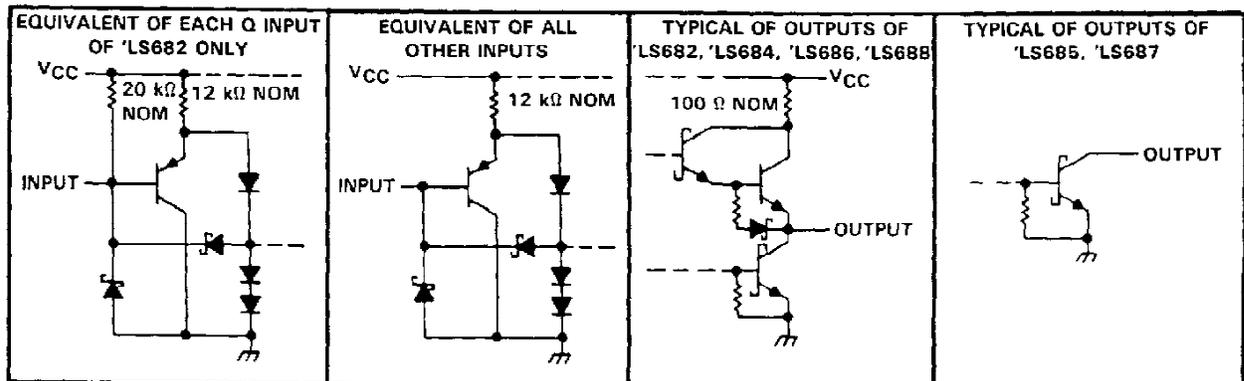 EQUIVALENT OF EACH Q INPUT
OF 'LS682 ONLY
VCC
20 kΩ
NOM
12 kΩ NOM
INPUT
EQUIVALENT OF ALL
OTHER INPUTS
VCC
12 kΩ NOM
INPUT
TYPICAL OF OUTPUTS OF
'LS682, 'LS684, 'LS686, 'LS688
VCC
100 Ω NOM
OUTPUT
TYPICAL OF OUTPUTS OF
'LS685, 'LS687
OUTPUT